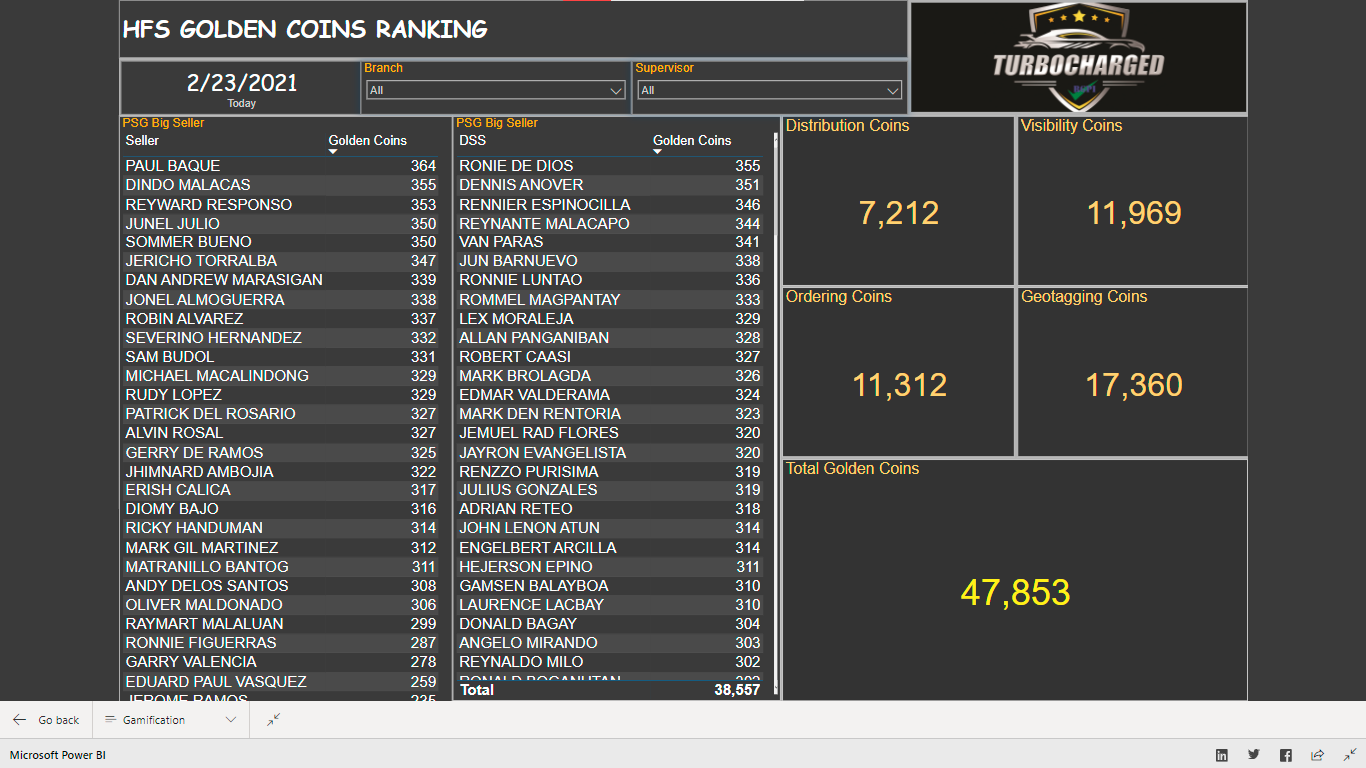 HFS GOLDEN COINS RANKING
TURBOCHARGED
2/23/2021
Today
Branch
All
Supervisor
All
PSG Big Seller
Seller Golden Coins
PAUL BAQUE 364
DINDO MALACAS 355
REYWARD RESPONSO 353
JUNEL JULIO 350
SOMMER BUENO 350
JERICHO TORRALBA 347
DAN ANDREW MARASIGAN 339
JONEL ALMOGUERRA 338
ROBIN ALVAREZ 337
SEVERINO HERNANDEZ 332
SAM BUDOL 331
MICHAEL MACALINDONG 329
RUDY LOPEZ 329
PATRICK DEL ROSARIO 327
ALVIN ROSAL 327
GERRY DE RAMOS 325
JHIMNARD AMBOJIA 322
ERISH CALICA 317
DIOMY BAJO 316
RICKY HANDUMAN 314
MARK GIL MARTINEZ 312
MATRANILLO BANTOG 311
ANDY DELOS SANTOS 308
OLIVER MALDONADO 306
RAYMART MALALUAN 299
RONNIE FIGUERRAS 287
GARRY VALENCIA 278
EDUARD PAUL VASQUEZ 259
JEROME RAMOS
PSG Big Seller
DSS Golden Coins
RONIE DE DIOS 355
DENNIS ANOVER 351
RENNIER ESPINOCILLA 346
REYNANTE MALACAPO 344
VAN PARAS 341
JUN BARNUEVO 338
RONNIE LUNTAO 336
ROMMEL MAGPANTAY 333
LEX MORALEJA 329
ALLAN PANGANIBAN 328
ROBERT CAASI 327
MARK BROLAGDA 326
EDMAR VALDERAMA 324
MARK DEN RENTORIA 323
JEMUEL RAD FLORES 320
JAYRON EVANGELISTA 320
RENZZO PURISIMA 319
JULIUS GONZALES 319
ADRIAN RETEO 318
JOHN LENON ATUN 314
ENGELBERT ARCILLA 314
HEJERSON EPINO 311
GAMSEN BALAYBOA 310
LAURENCE LACBAY 310
DONALD BAGAY 304
ANGELO MIRANDO 303
REYNALDO MILO 302
Total 38,557
Distribution Coins
7,212
Visibility Coins
11,969
Ordering Coins
11,312
Geotagging Coins
17,360
Total Golden Coins
47,853
Go back
Gamification
Microsoft Power BI